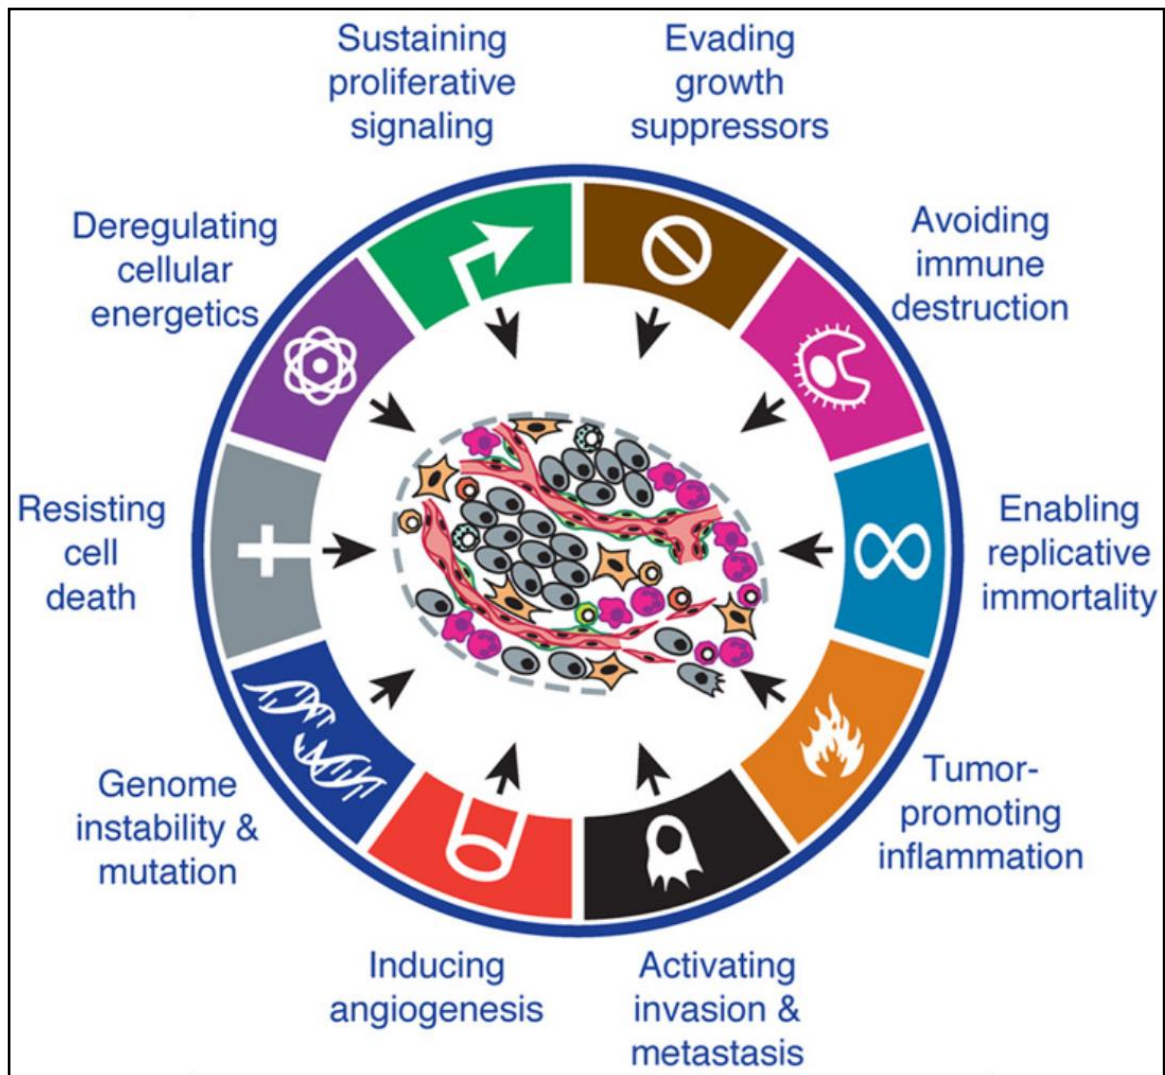 Sustaining
proliferative
signaling
Evading
growth
suppressors
Deregulating
cellular
energetics
Avoiding
immune
destruction
Resisting
cell
death
Enabling
replicative
immortality
Genome
instability &
mutation
Tumor-
promoting
inflammation
Inducing
angiogenesis
Activating
invasion &
metastasis